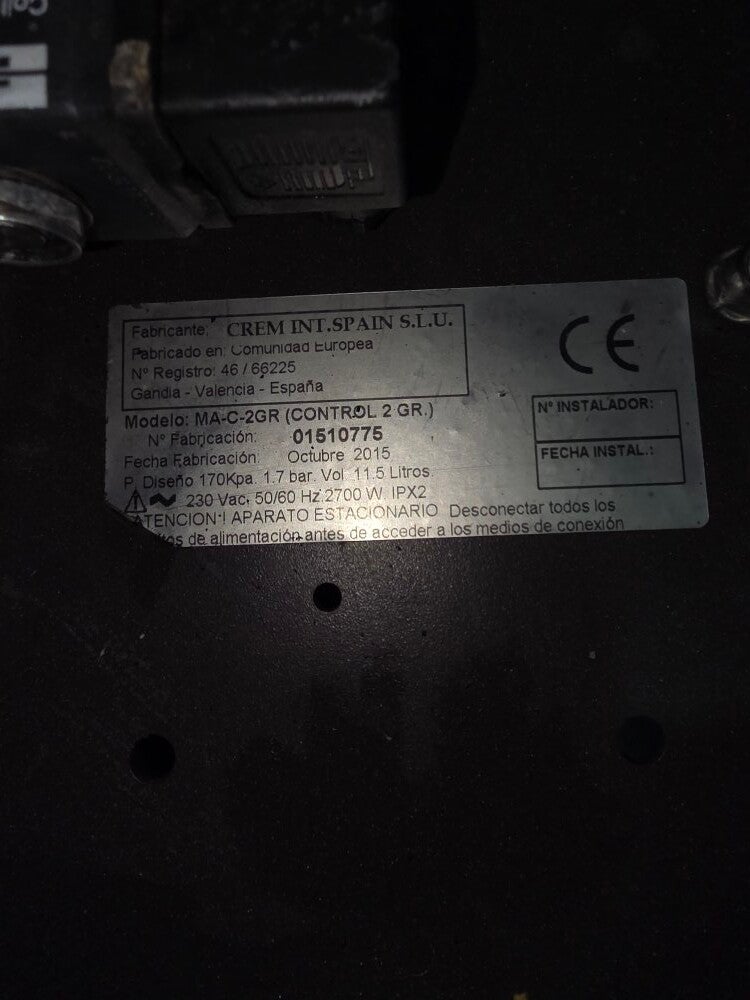 Coil
Fabricante: CREM INT.SPAIN S.L.U.
Fabricado en: Comunidad Europea
Nº Registro: 46 / 66225
Gandia - Valencia - España
Modelo: MA-C-2GR (CONTROL 2 GR.)
Nº Fabricación: 01510775
Fecha Fabricación: Octubre 2015
P. Diseño 170Kpa. 1.7 bar. Vol 11.5 Litros
230 Vac. 50/60 Hz 2700 W IPX2
ATENCION ! APARATO ESTACIONARIO Desconectar todos los
de alimentación antes de acceder a los medios de conexión
CE
Nº INSTALADOR:
FECHA INSTAL.: